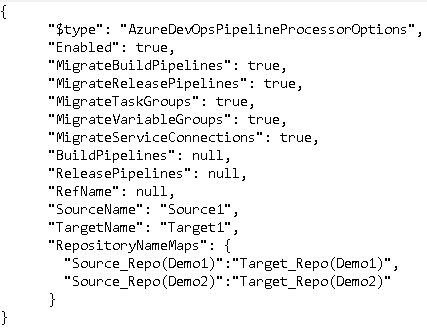 {
"$type": "AzureDevOpsPipelineProcessorOptions",
"Enabled": true,
"MigrateBuildPipelines": true,
"MigrateReleasePipelines": true,
"MigrateTaskGroups": true,
"MigrateVariableGroups": true,
"MigrateServiceConnections": true,
"BuildPipelines": null,
"ReleasePipelines": null,
"RefName": null,
"SourceName": "Source1",
"TargetName": "Target1",
"RepositoryNameMaps": {
"Source_Repo(Demo1)":"Target_Repo(Demo1)",
"Source_Repo(Demo2)":"Target_Repo(Demo2)"
}
}